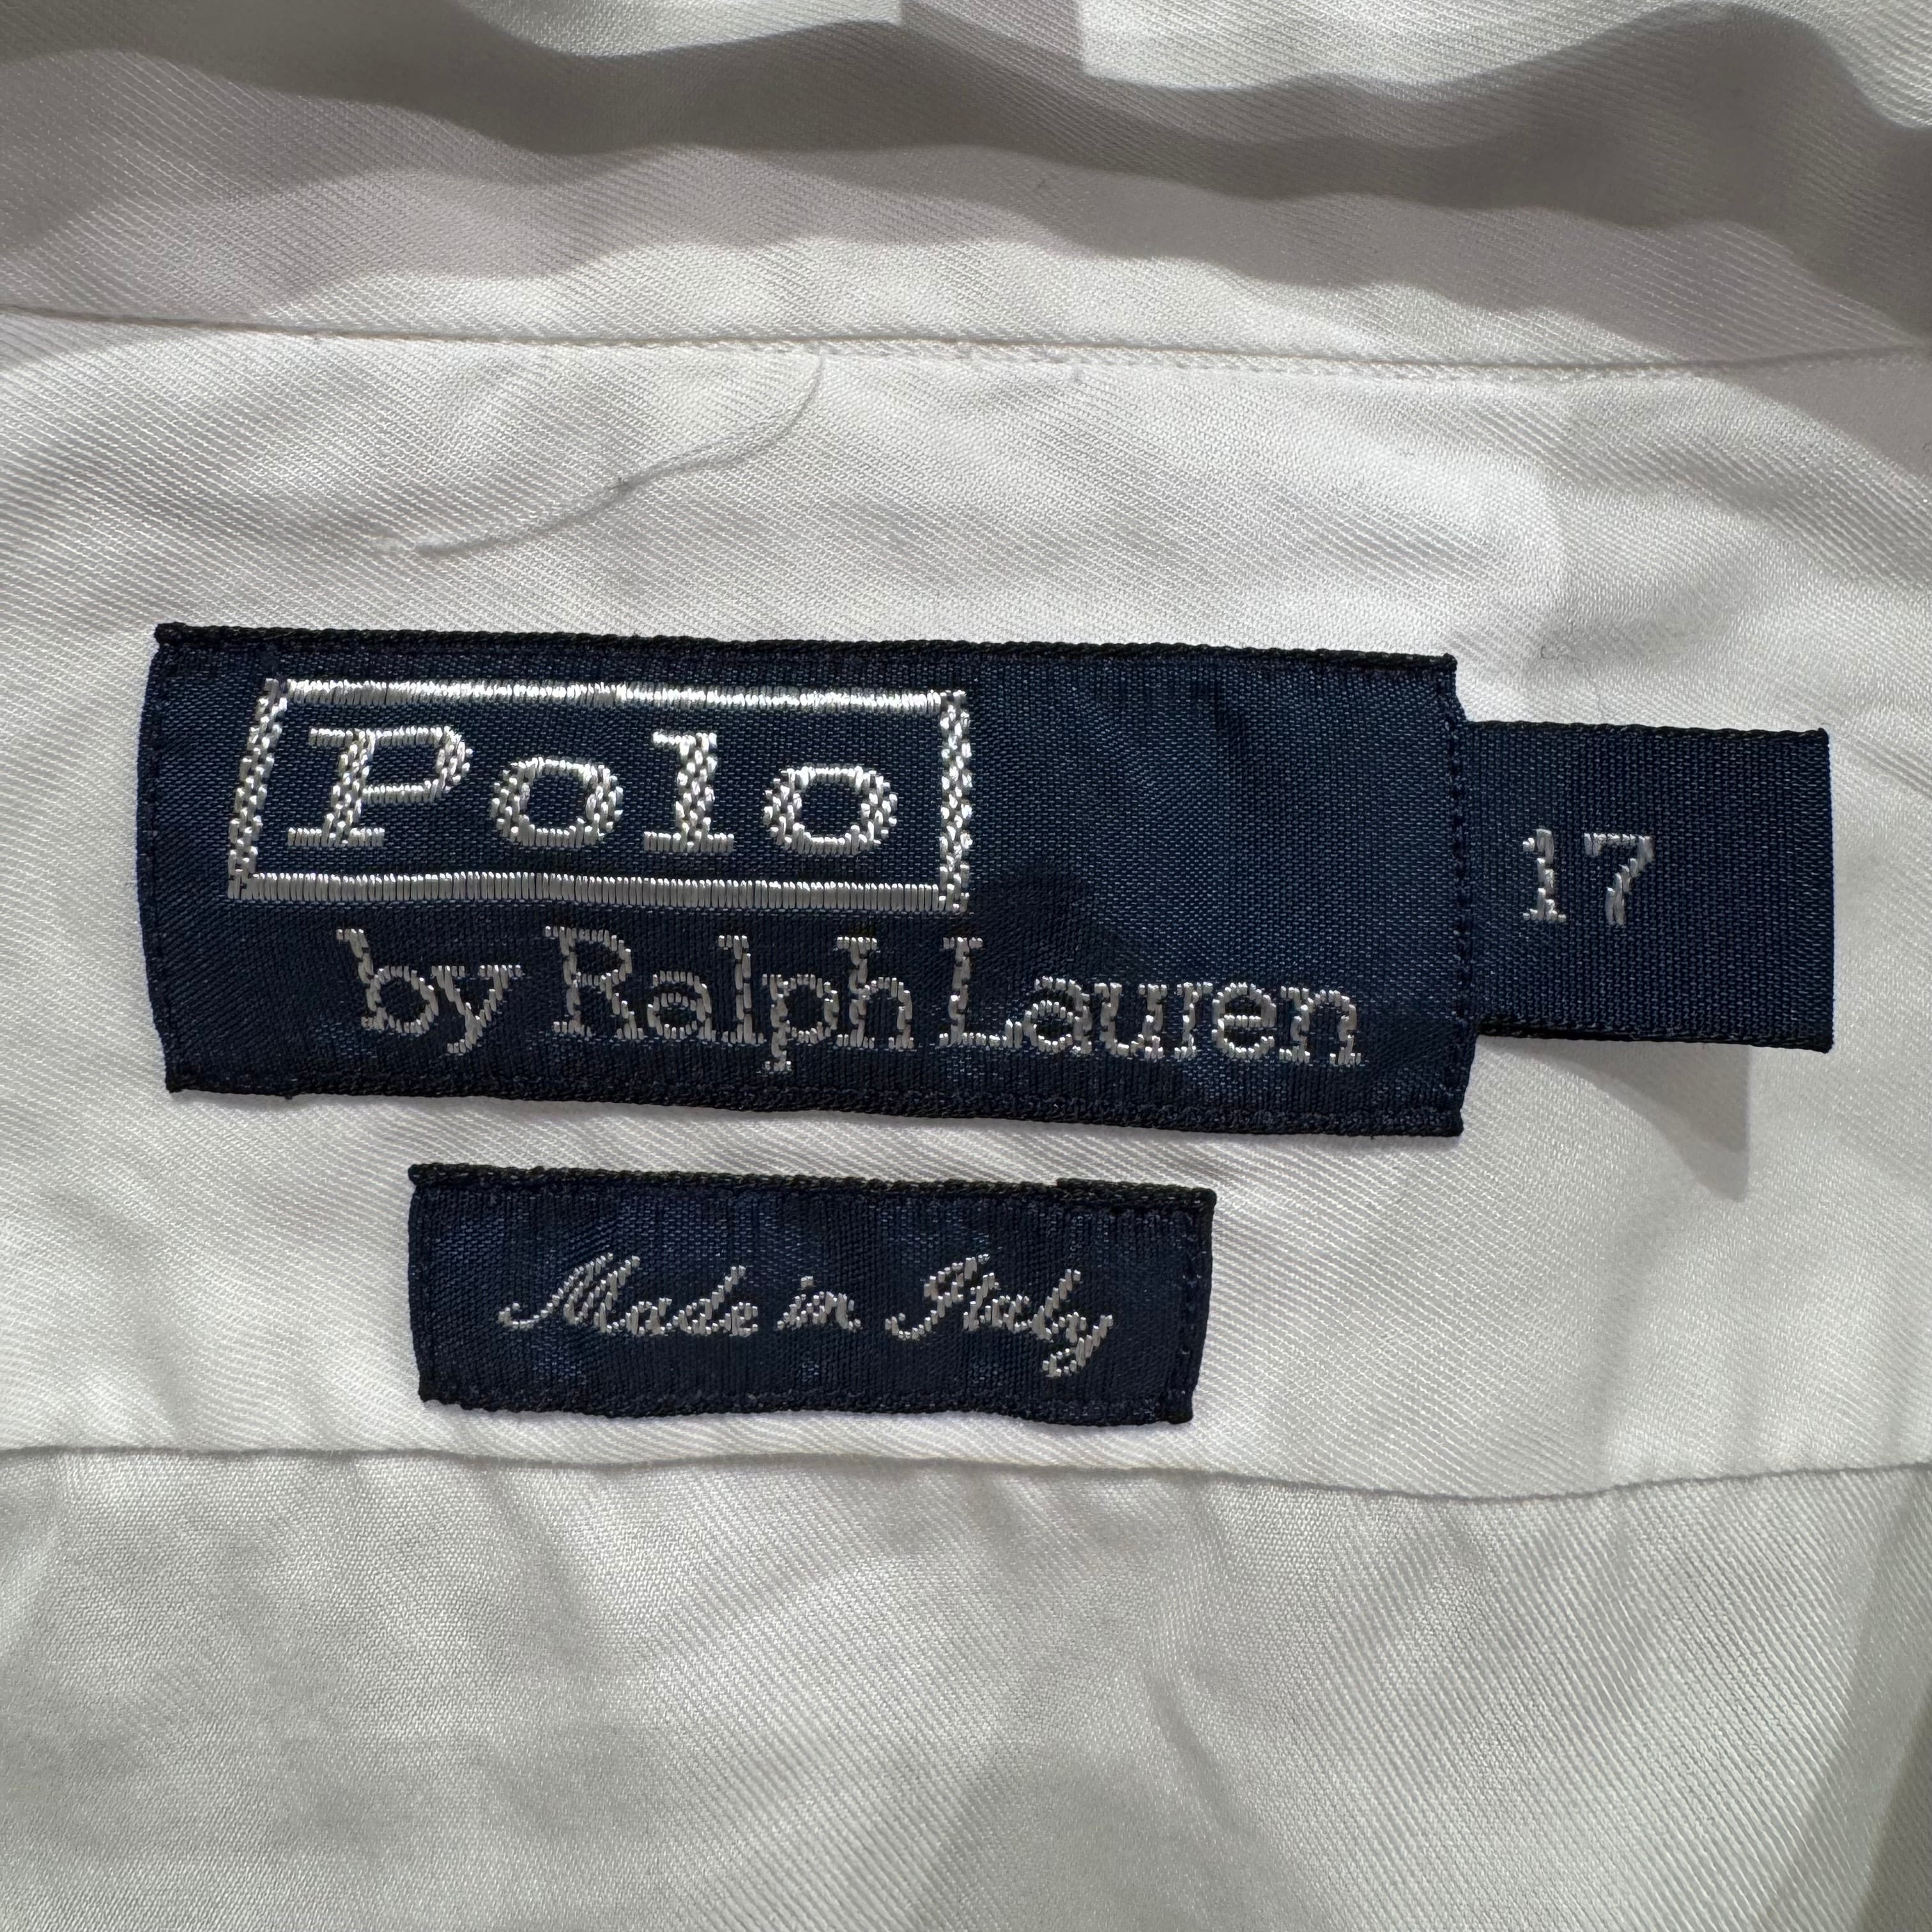 Polo
by Ralph Lauren
17
Made in Italy